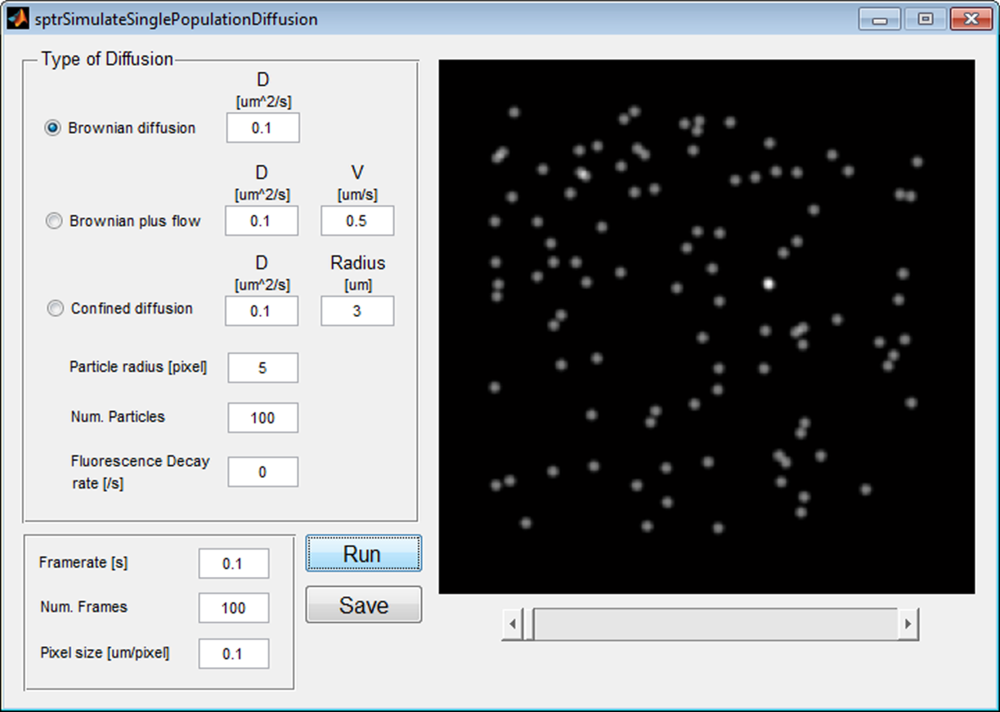 sptrSimulateSinglePopulationDiffusion
Type of Diffusion
D
[um^2/s]
Brownian diffusion 0.1
D V
[um^2/s] [um/s]
Brownian plus flow 0.1 0.5
D Radius
[um^2/s] [um]
Confined diffusion 0.1 3
Particle radius [pixel] 5
Num. Particles 100
Fluorescence Decay
rate [/s] 0
Framerate [s] 0.1
Num. Frames 100
Pixel size [um/pixel] 0.1
Run
Save